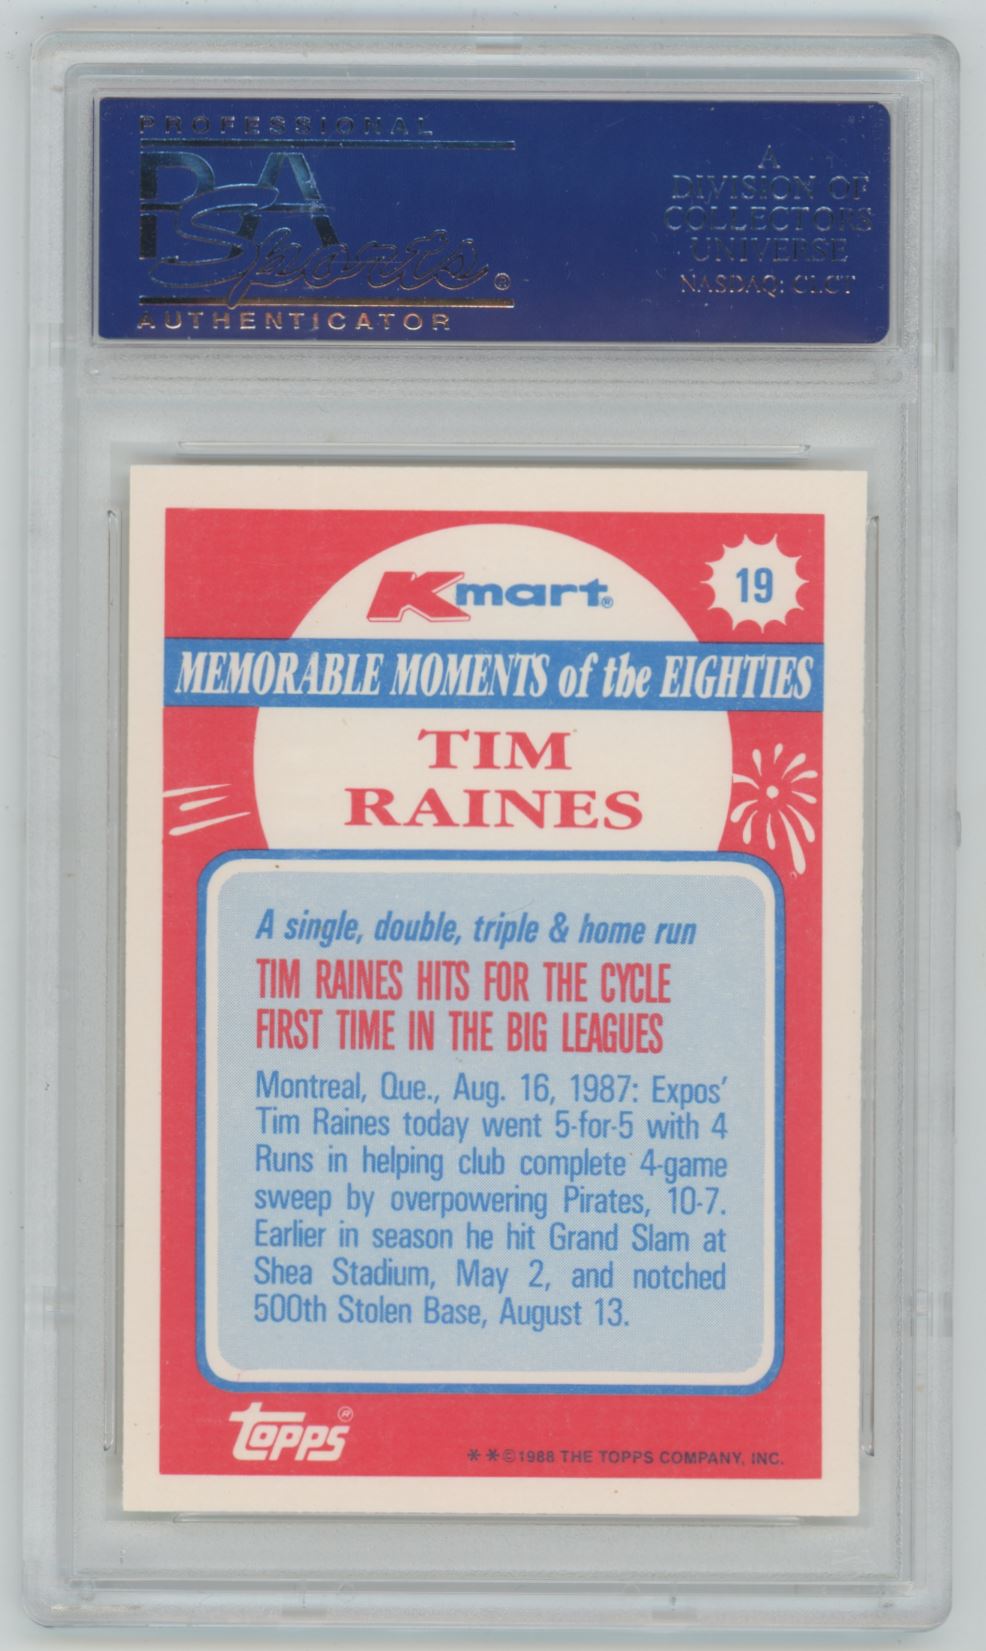 PROFESSIONAL
PSA
Sports®
AUTHENTICATOR
A
DIVISION OF
COLLECTORS
UNIVERSE
NASDAQ: CLCT
Kmart®
19
MEMORABLE MOMENTS of the EIGHTIES
TIM
RAINES
A single, double, triple & home run
TIM RAINES HITS FOR THE CYCLE
FIRST TIME IN THE BIG LEAGUES
Montreal, Que., Aug. 16, 1987: Expos'
Tim Raines today went 5-for-5 with 4
Runs in helping club complete 4-game
sweep by overpowering Pirates, 10-7.
Earlier in season he hit Grand Slam at
Shea Stadium, May 2, and notched
500th Stolen Base, August 13.
topps®
**©1988 THE TOPPS COMPANY, INC.